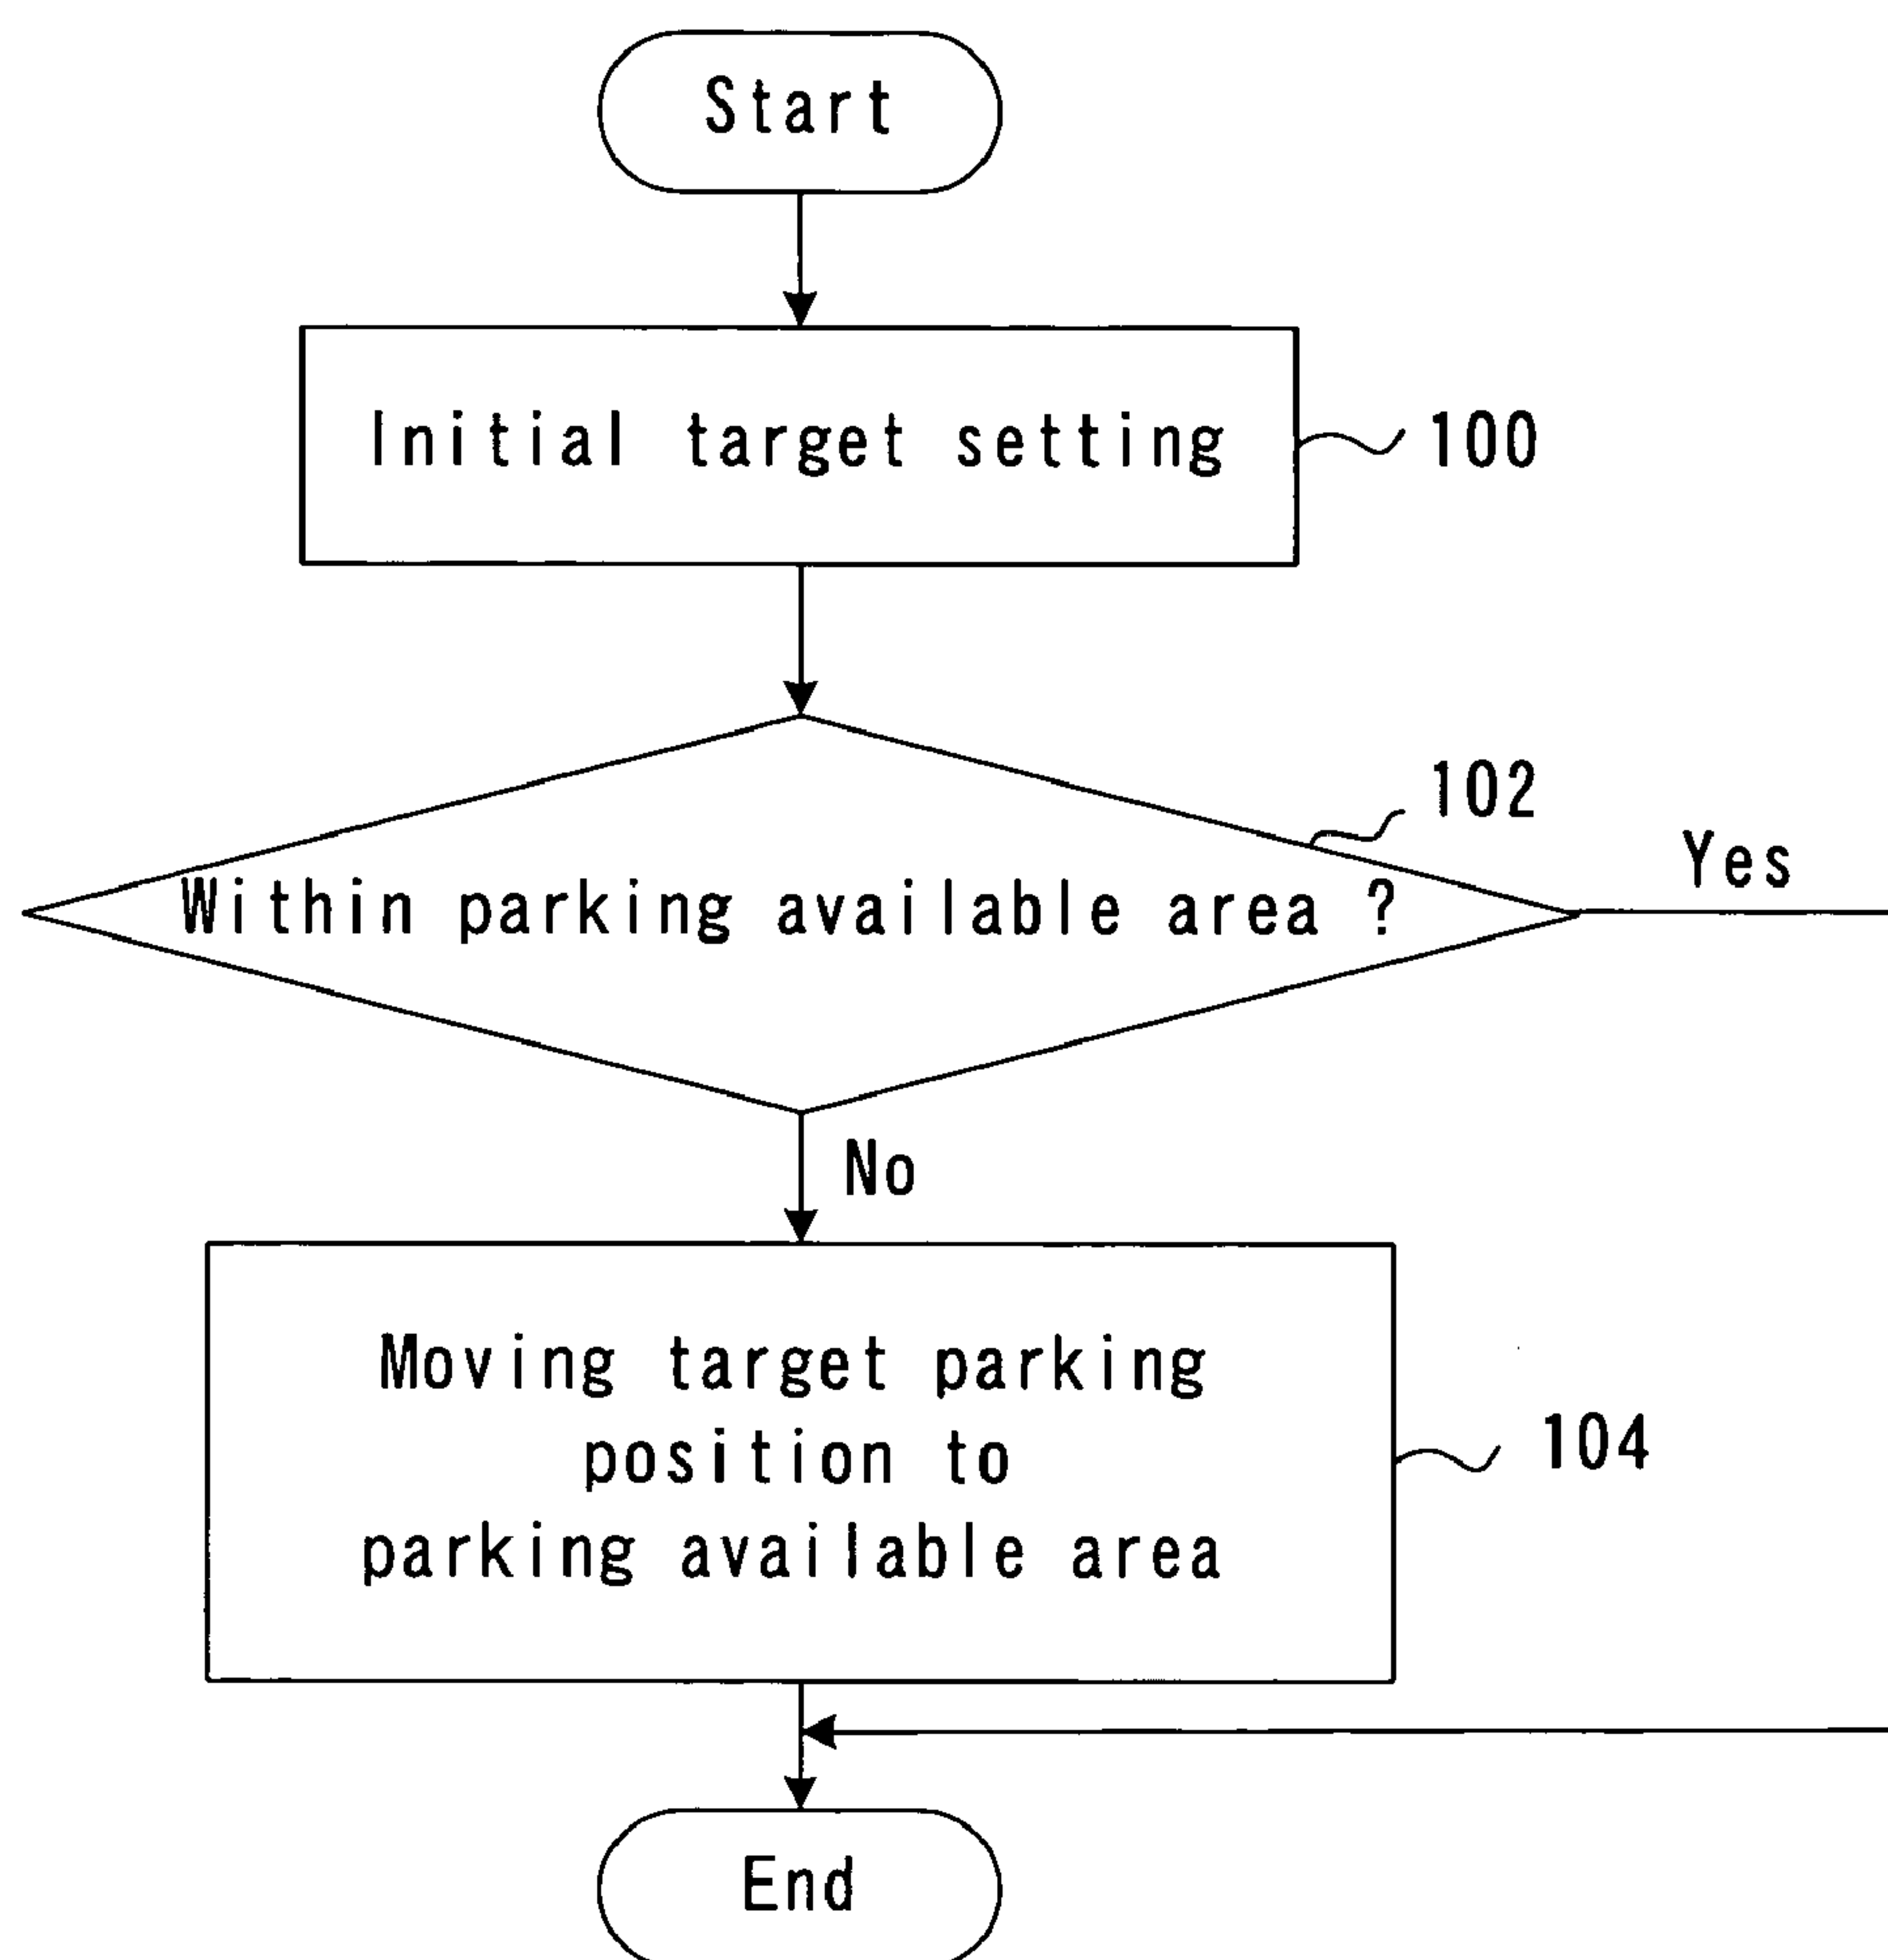 Start
Initial target setting
100
102
Yes
Within parking available area ?
No
Moving target parking
position to
parking available area
104
End